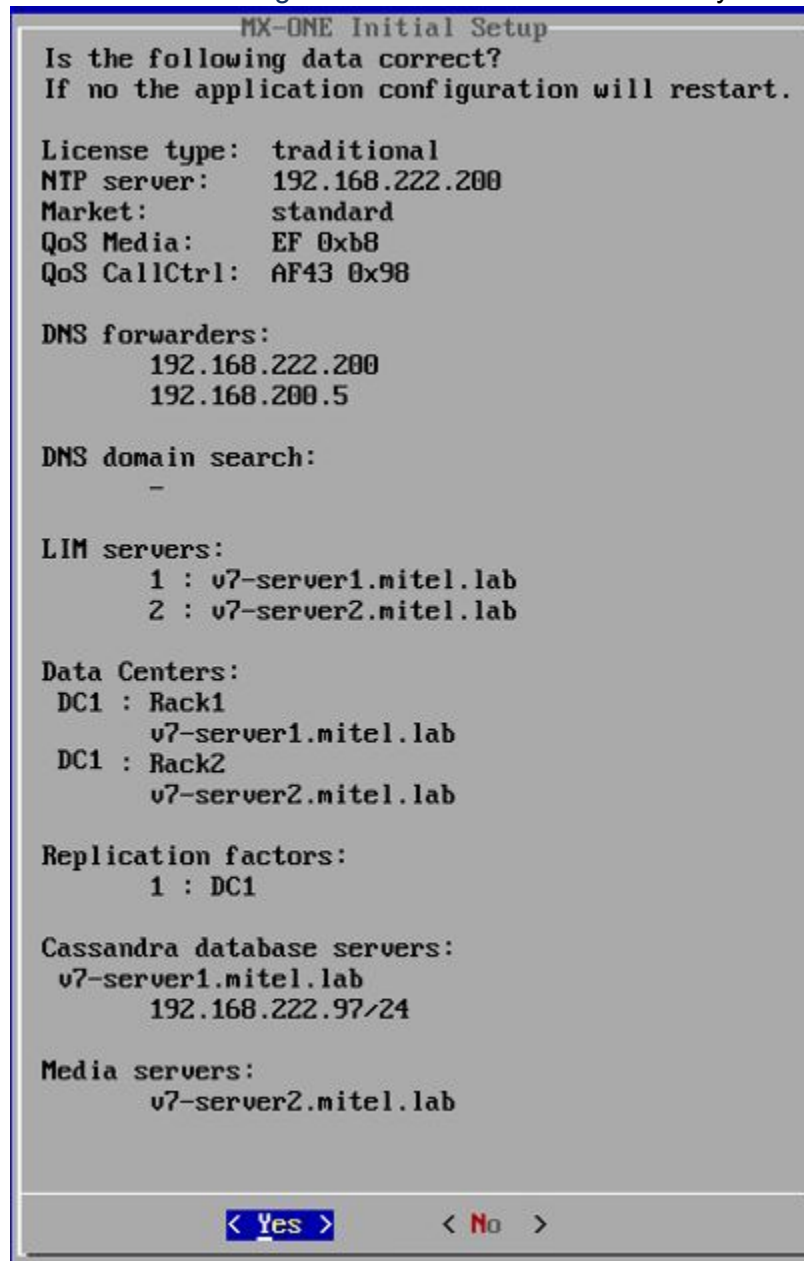 MX-ONE Initial Setup
Is the following data correct?
If no the application configuration will restart.
License type: traditional
NTP server: 192.168.222.200
Market: standard
QoS Media: EF 0xb8
QoS CallCtrl: AF43 0x98
DNS forwarders:
192.168.222.200
192.168.200.5
DNS domain search:
-
LIM servers:
1 : v7-server1.mitel.lab
2 : v7-server2.mitel.lab
Data Centers:
DC1 : Rack1
v7-server1.mitel.lab
DC1 : Rack2
v7-server2.mitel.lab
Replication factors:
1 : DC1
Cassandra database servers:
v7-server1.mitel.lab
192.168.222.97/24
Media servers:
v7-server2.mitel.lab
< Yes > < No >